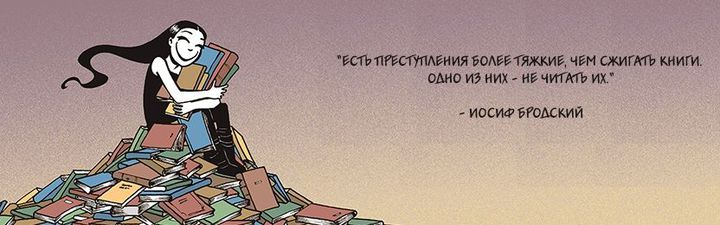 "ЕСТЬ ПРЕСТУПЛЕНИЯ БОЛЕЕ ТЯЖКИЕ, ЧЕМ СЖИГАТЬ КНИГИ.
ОДНО ИЗ НИХ - НЕ ЧИТАТЬ ИХ."
- ИОСИФ БРОДСКИЙ